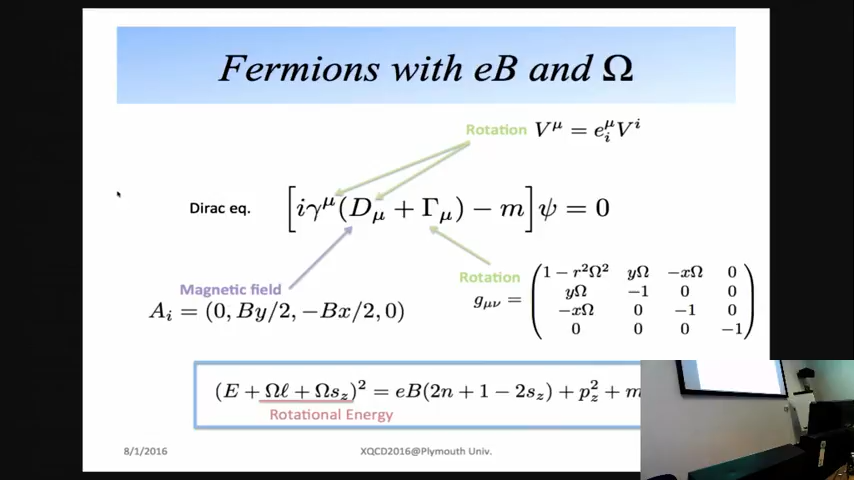 Fermions with eB and Ω
Rotation V^μ = e_i^μ V^i
Dirac eq. [iγ^μ(D_μ + Γ_μ) − m]ψ = 0
Magnetic field
A_i = (0, By/2, −Bx/2, 0)
Rotation
g_μν = ( 1 − r²Ω² yΩ −xΩ 0
yΩ −1 0 0
−xΩ 0 −1 0
0 0 0 −1 )
(E + Ωℓ + Ωs_z)² = eB(2n + 1 − 2s_z) + p_z² + m
Rotational Energy
8/1/2016 XQCD2016@Plymouth Univ.